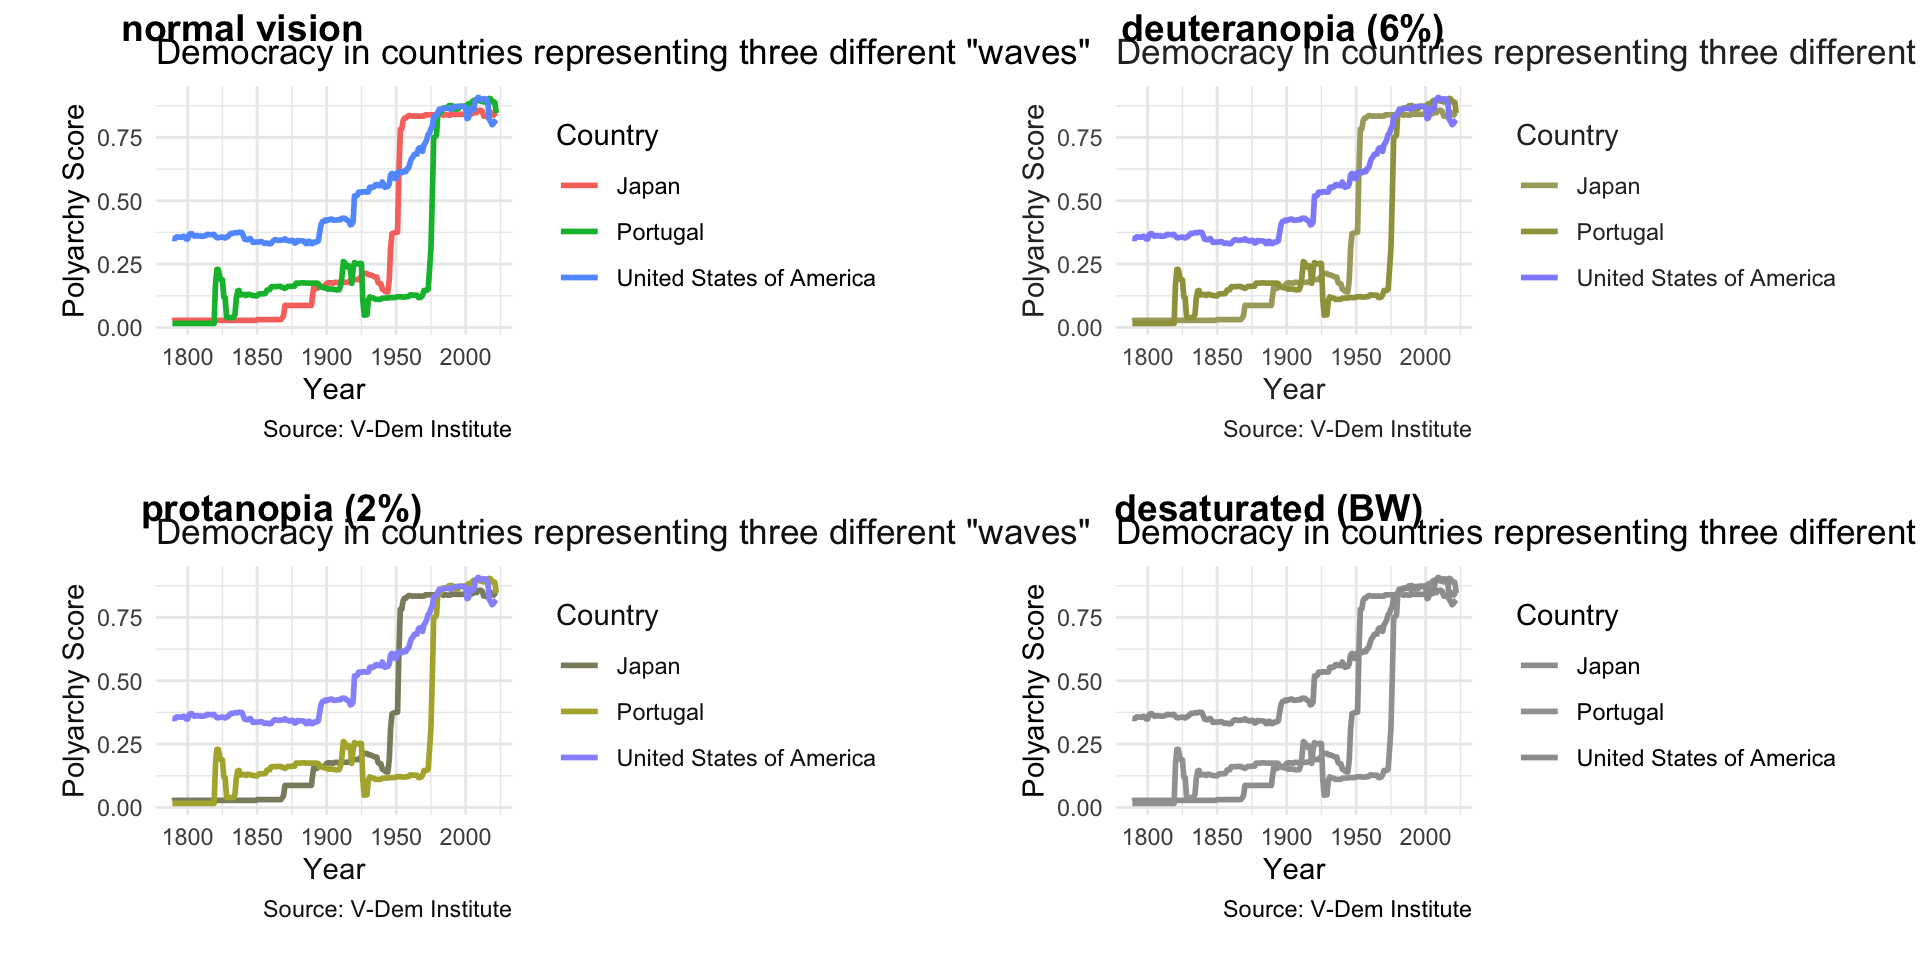 normal vision
Democracy in countries representing three different "waves"
Polyarchy Score
0.75
0.50
0.25
0.00
1800 1850 1900 1950 2000
Year
Source: V-Dem Institute
Country
Japan
Portugal
United States of America
deuteranopia (6%)
Democracy in countries representing three different
Polyarchy Score
0.75
0.50
0.25
0.00
1800 1850 1900 1950 2000
Year
Source: V-Dem Institute
Country
Japan
Portugal
United States of America
protanopia (2%)
Democracy in countries representing three different "waves"
Polyarchy Score
0.75
0.50
0.25
0.00
1800 1850 1900 1950 2000
Year
Source: V-Dem Institute
Country
Japan
Portugal
United States of America
desaturated (BW)
Democracy in countries representing three different
Polyarchy Score
0.75
0.50
0.25
0.00
1800 1850 1900 1950 2000
Year
Source: V-Dem Institute
Country
Japan
Portugal
United States of America